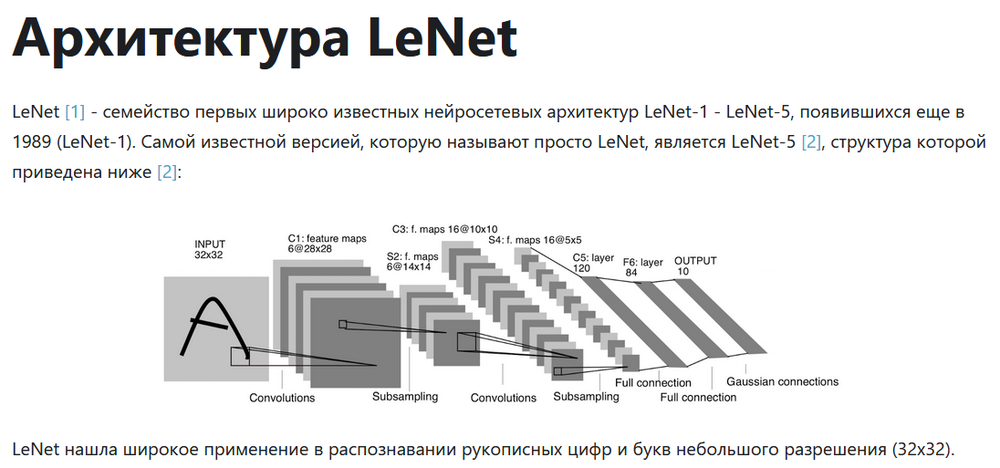 Архитектура LeNet
LeNet [1] - семейство первых широко известных нейросетевых архитектур LeNet-1 - LeNet-5, появившихся еще в
1989 (LeNet-1). Самой известной версией, которую называют просто LeNet, является LeNet-5 [2], структура которой
приведена ниже [2]:
INPUT
32x32
C1: feature maps
6@28x28
S2: f. maps
6@14x14
C3: f. maps 16@10x10
S4: f. maps 16@5x5
C5: layer
120
F6: layer
84
OUTPUT
10
Convolutions
Subsampling
Convolutions
Subsampling
Full connection
Full connection
Gaussian connections
LeNet нашла широкое применение в распознавании рукописных цифр и букв небольшого разрешения (32x32).